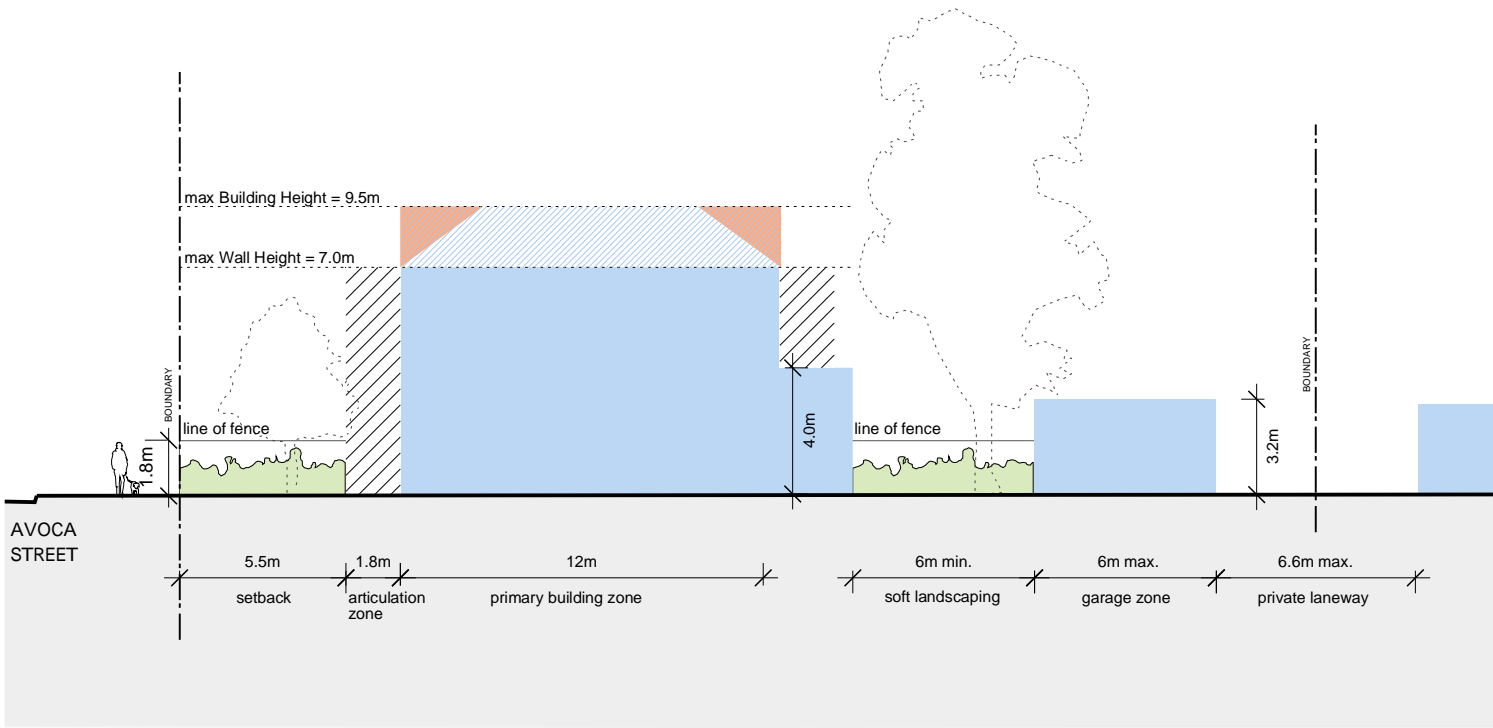 max Building Height = 9.5m
max Wall Height = 7.0m
BOUNDARY
line of fence
1.8m
4.0m
line of fence
BOUNDARY
3.2m
AVOCA
STREET
5.5m
setback
1.8m
articulation
zone
12m
primary building zone
6m min.
soft landscaping
6m max.
garage zone
6.6m max.
private laneway